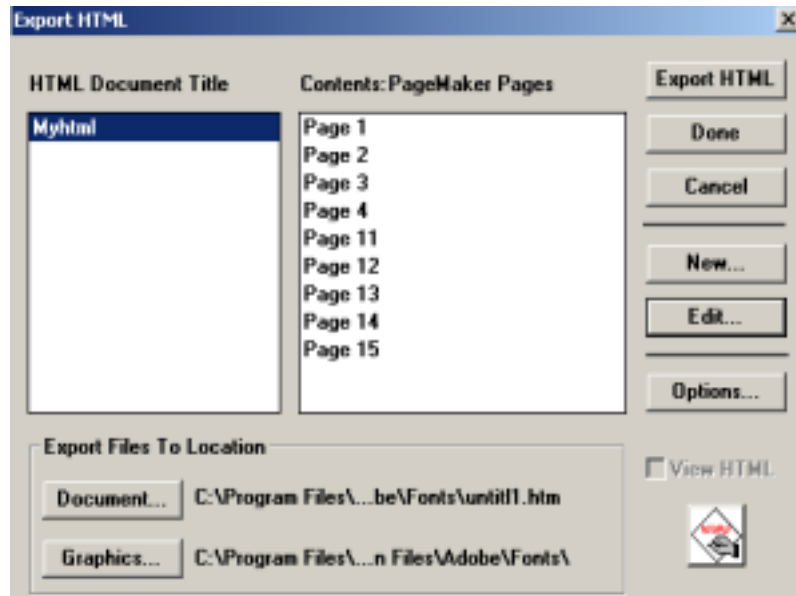 Export HTML
HTML Document Title
Contents: PageMaker Pages
Myhtml
Page 1
Page 2
Page 3
Page 4
Page 11
Page 12
Page 13
Page 14
Page 15
Export HTML
Done
Cancel
New...
Edit...
Options...
View HTML
Export Files To Location
Document... C:\Program Files\...be\Fonts\untitl1.htm
Graphics... C:\Program Files\...n Files\Adobe\Fonts\